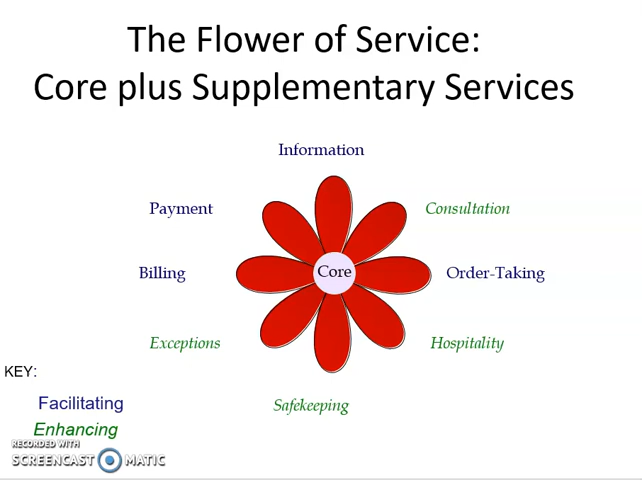 The Flower of Service:
Core plus Supplementary Services
Information
Payment
Consultation
Billing
Core
Order-Taking
Exceptions
Hospitality
Safekeeping
KEY:
Facilitating
Enhancing
RECORDED WITH
SCREENCAST MATIC